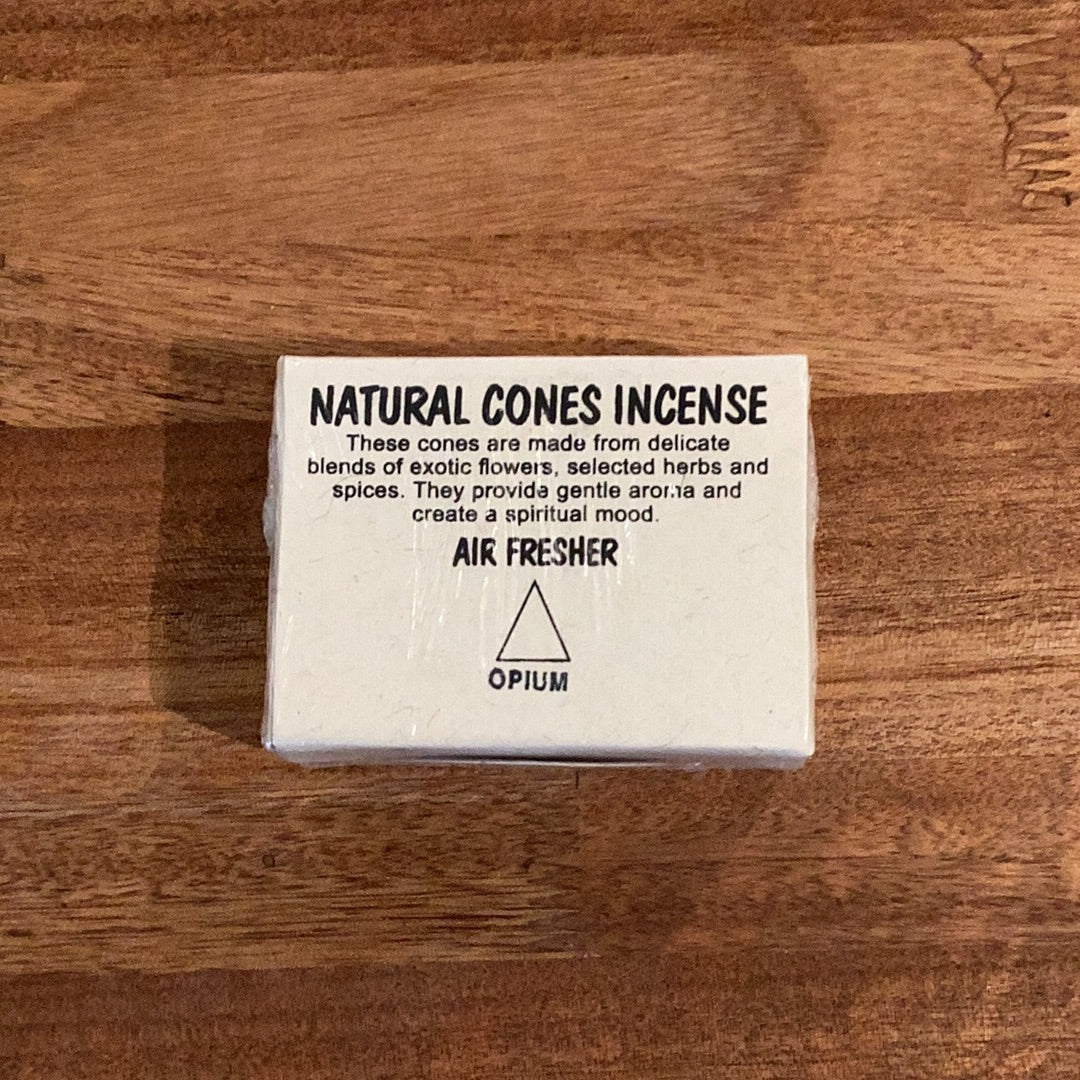 NATURAL CONES INCENSE
These cones are made from delicate
blends of exotic flowers, selected herbs and
spices. They provide gentle aroma and
create a spiritual mood.
AIR FRESHER
OPIUM